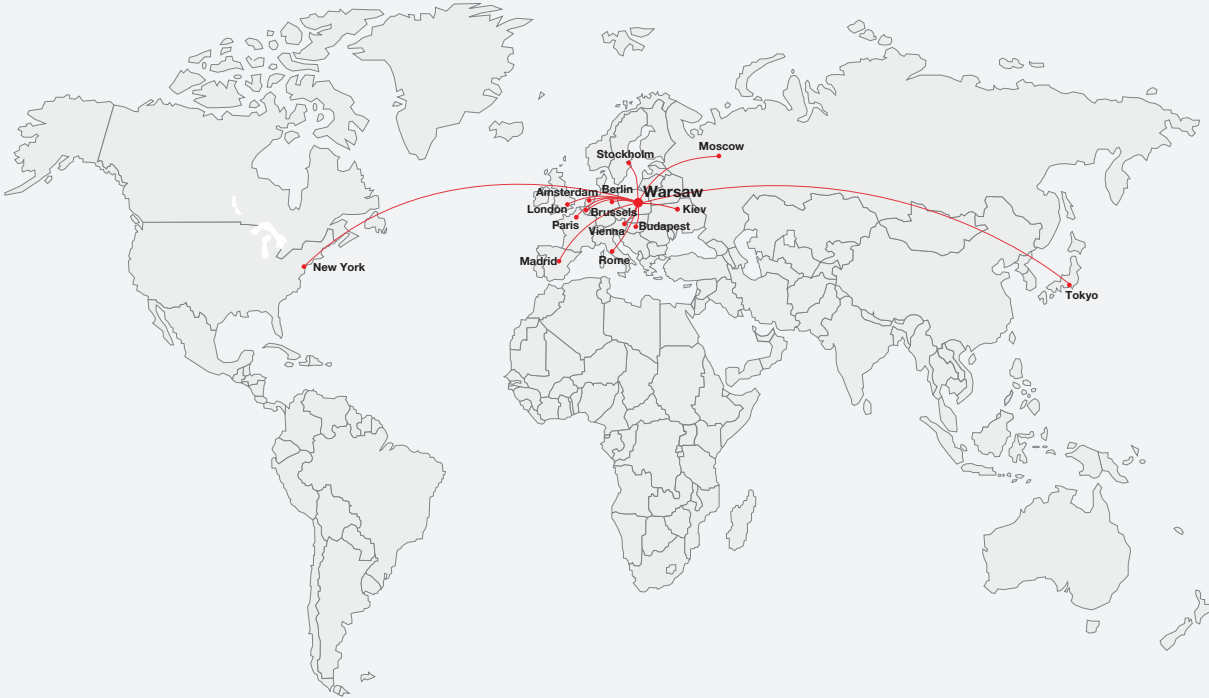 Moscow
Stockholm
Berlin
Amsterdam
Warsaw
London
Brussels
Kiev
Paris
Vienna
Budapest
Madrid
Rome
New York
Tokyo